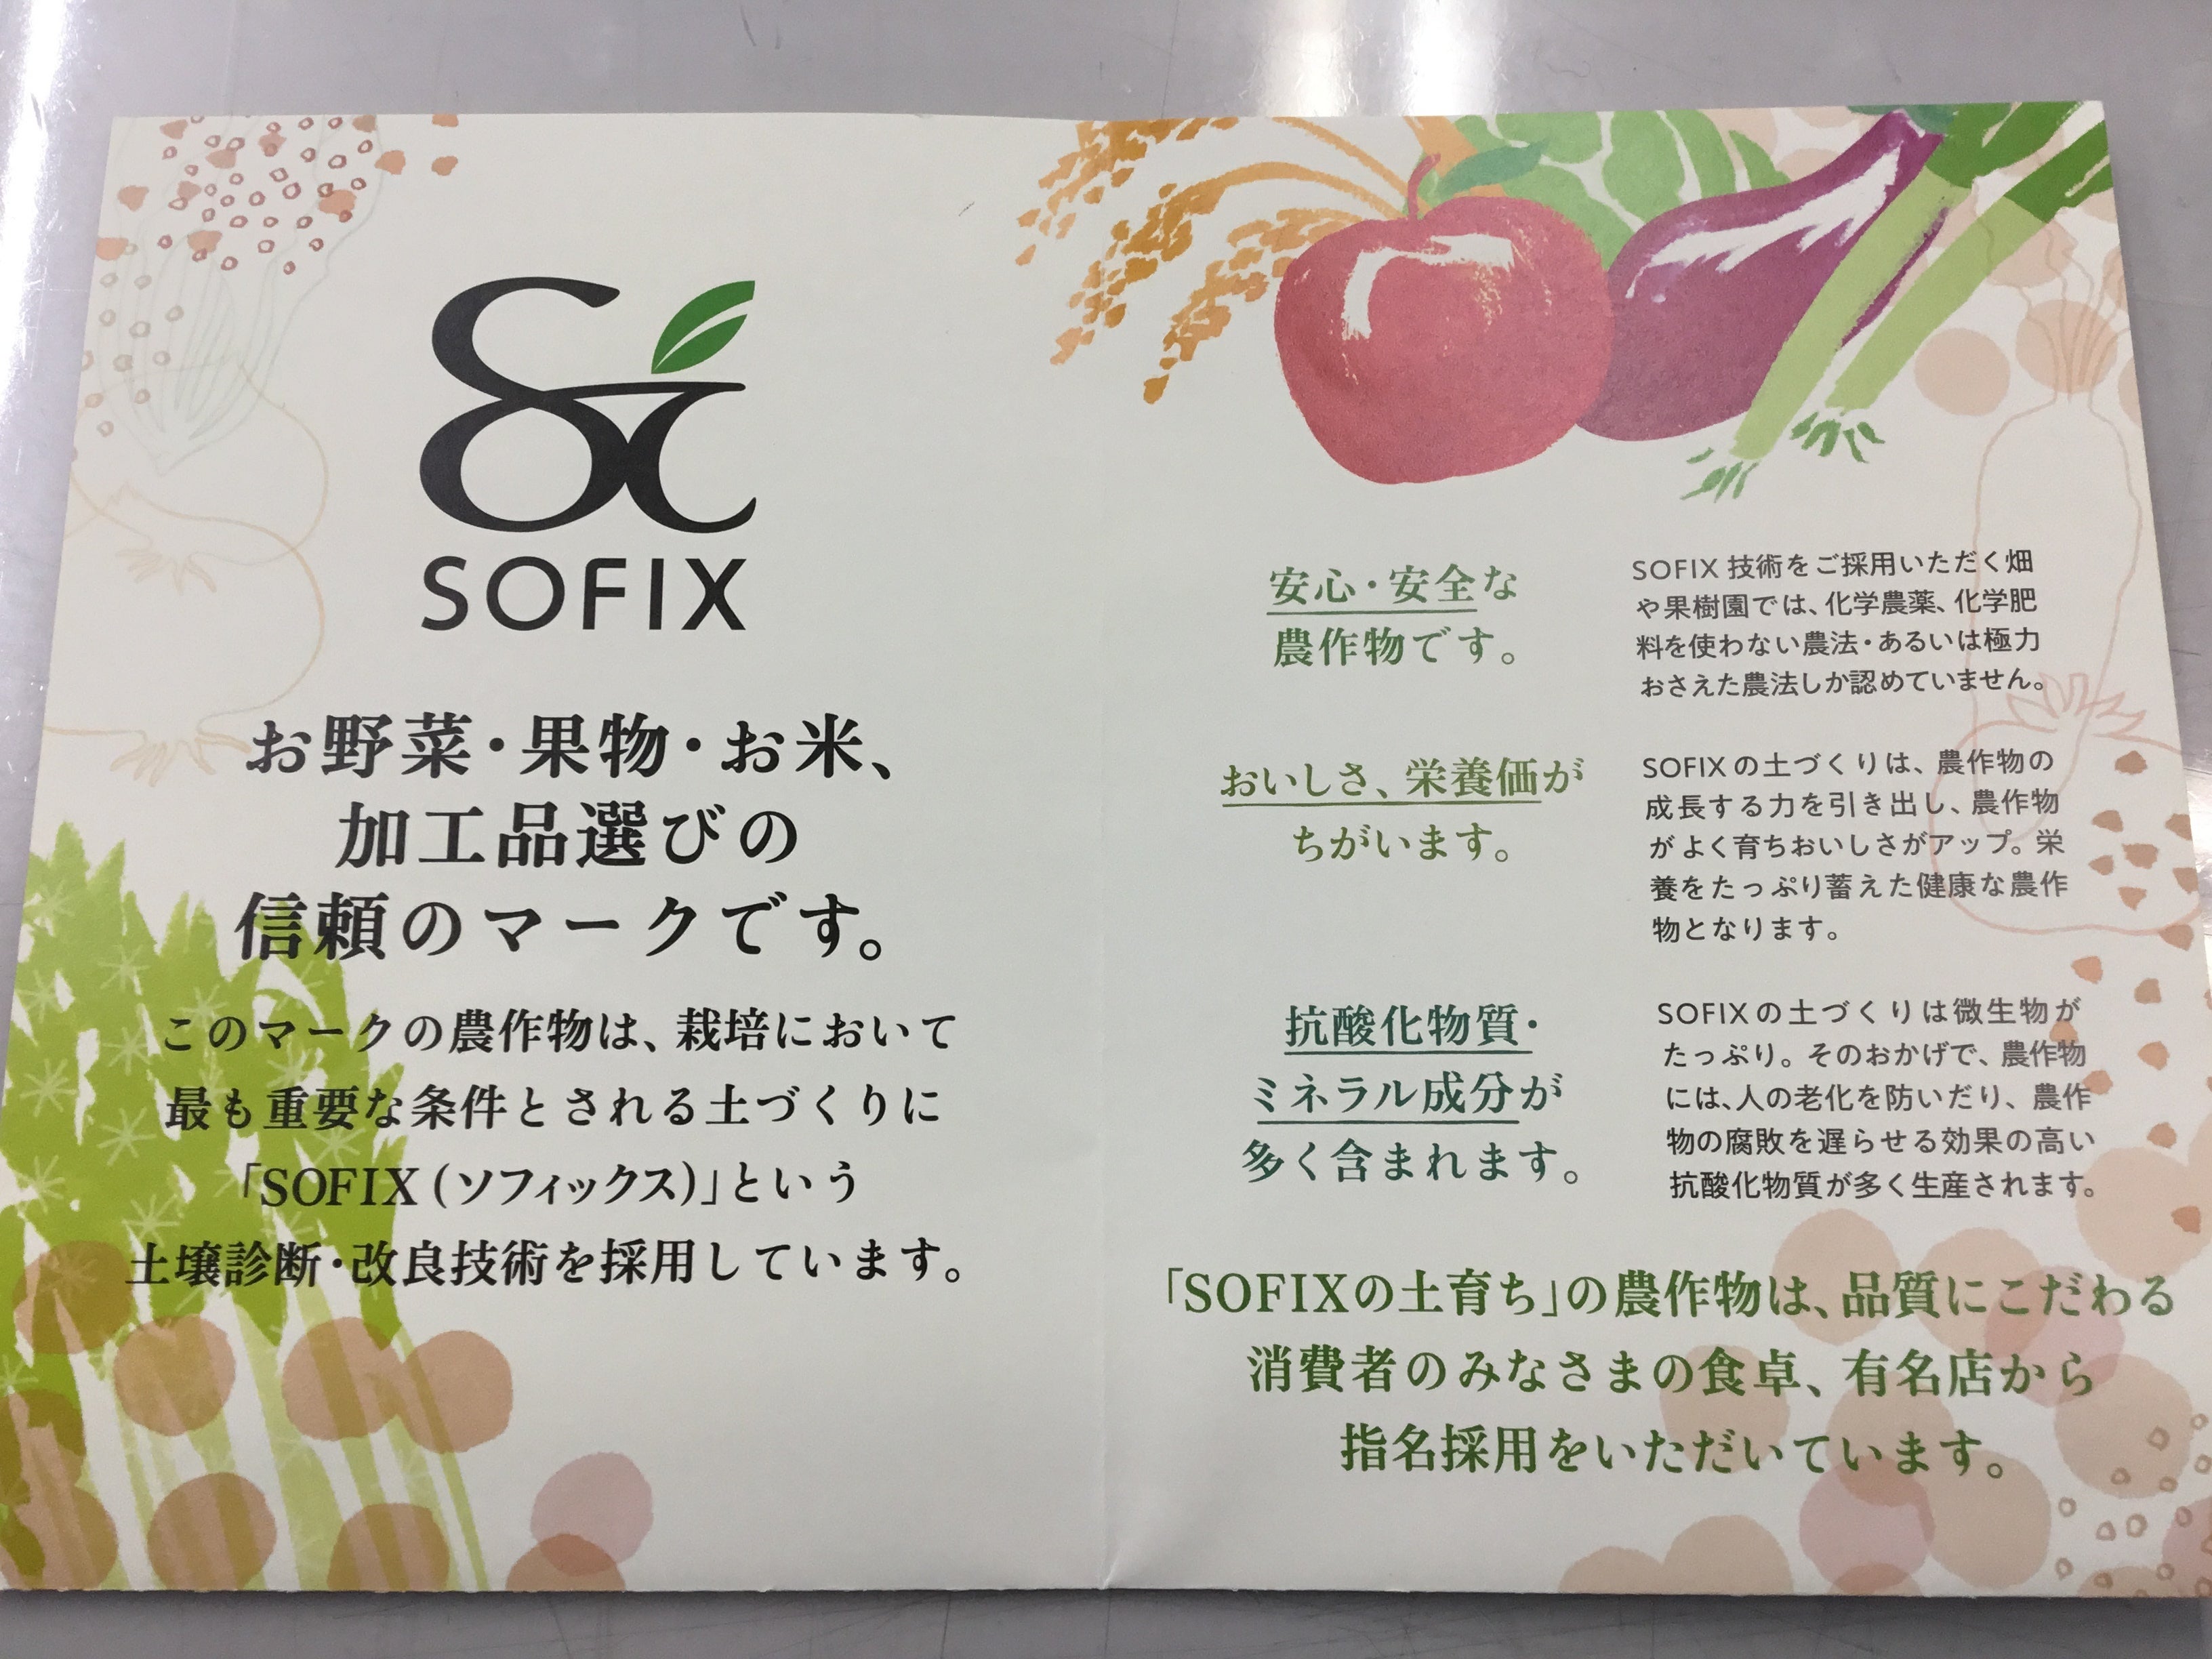 SOFIX
お野菜・果物・お米、
加工品選びの
信頼のマークです。
このマークの農作物は、栽培において
最も重要な条件とされる土づくりに
「SOFIX(ソフィックス)」という
土壌診断・改良技術を採用しています。
安心・安全な
農作物です。
SOFIX 技術をご採用いただく畑
や果樹園では、化学農薬、化学肥
料を使わない農法・あるいは極力
おさえた農法しか認めていません。
おいしさ、栄養価が
ちがいます。
SOFIXの土づくりは、農作物の
成長する力を引き出し、農作物
がよく育ちおいしさがアップ。栄
養をたっぷり蓄えた健康な農作
物となります。
抗酸化物質・
ミネラル成分が
多く含まれます。
SOFIXの土づくりは微生物が
たっぷり。そのおかげで、農作物
には、人の老化を防いだり、農作
物の腐敗を遅らせる効果の高い
抗酸化物質が多く生産されます。
「SOFIXの土育ち」の農作物は、品質にこだわる
消費者のみなさまの食卓、有名店から
指名採用をいただいています。